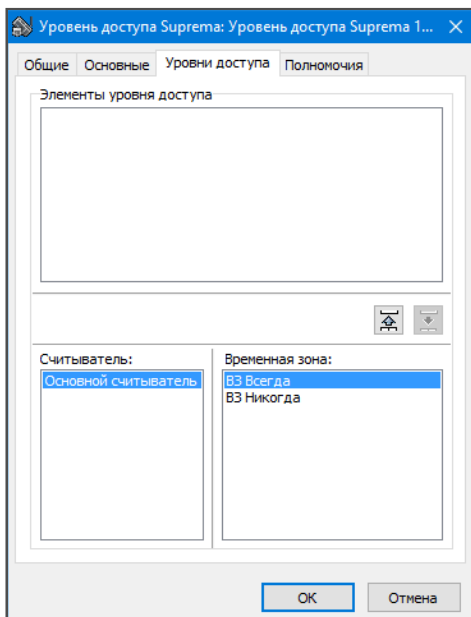 Уровень доступа Suprema: Уровень доступа Suprema 1...
Общие Основные Уровни доступа Полномочия
Элементы уровня доступа
Считыватель: Временная зона:
Основной считыватель ВЗ Всегда
ВЗ Никогда
ОК Отмена